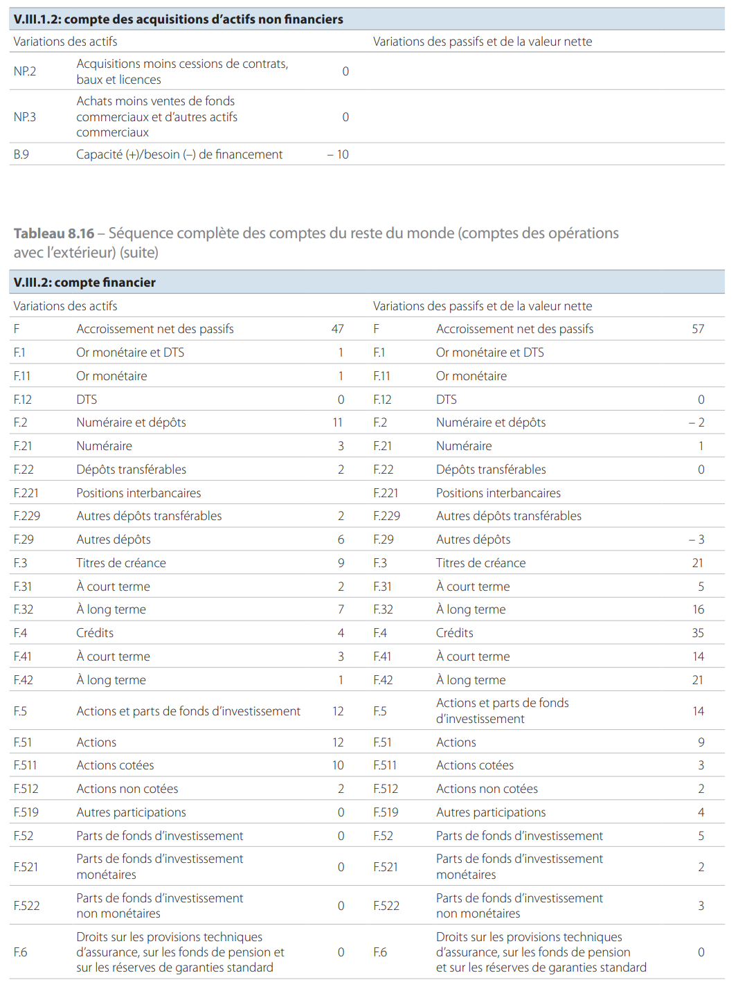 V.III.1.2: compte des acquisitions d’actifs non financiers
Variations des actifs Variations des passifs et de la valeur nette
NP.2 Acquisitions moins cessions de contrats, baux et licences 0
NP.3 Achats moins ventes de fonds commerciaux et d’autres actifs commerciaux 0
B.9 Capacité (+)/besoin (–) de financement – 10
Tableau 8.16 – Séquence complète des comptes du reste du monde (comptes des opérations
avec l’extérieur) (suite)
V.III.2: compte financier
Variations des actifs Variations des passifs et de la valeur nette
F Accroissement net des passifs 47 F Accroissement net des passifs 57
F.1 Or monétaire et DTS 1 F.1 Or monétaire et DTS
F.11 Or monétaire 1 F.11 Or monétaire
F.12 DTS 0 F.12 DTS 0
F.2 Numéraire et dépôts 11 F.2 Numéraire et dépôts – 2
F.21 Numéraire 3 F.21 Numéraire 1
F.22 Dépôts transférables 2 F.22 Dépôts transférables 0
F.221 Positions interbancaires F.221 Positions interbancaires
F.229 Autres dépôts transférables 2 F.229 Autres dépôts transférables
F.29 Autres dépôts 6 F.29 Autres dépôts – 3
F.3 Titres de créance 9 F.3 Titres de créance 21
F.31 À court terme 2 F.31 À court terme 5
F.32 À long terme 7 F.32 À long terme 16
F.4 Crédits 4 F.4 Crédits 35
F.41 À court terme 3 F.41 À court terme 14
F.42 À long terme 1 F.42 À long terme 21
F.5 Actions et parts de fonds d’investissement 12 F.5 Actions et parts de fonds d’investissement 14
F.51 Actions 12 F.51 Actions 9
F.511 Actions cotées 10 F.511 Actions cotées 3
F.512 Actions non cotées 2 F.512 Actions non cotées 2
F.519 Autres participations 0 F.519 Autres participations 4
F.52 Parts de fonds d’investissement 0 F.52 Parts de fonds d’investissement 5
F.521 Parts de fonds d’investissement monétaires 0 F.521 Parts de fonds d’investissement monétaires 2
F.522 Parts de fonds d’investissement non monétaires 0 F.522 Parts de fonds d’investissement non monétaires 3
F.6 Droits sur les provisions techniques d’assurance, sur les fonds de pension et sur les réserves de garanties standard 0 F.6 Droits sur les provisions techniques d’assurance, sur les fonds de pension et sur les réserves de garanties standard 0